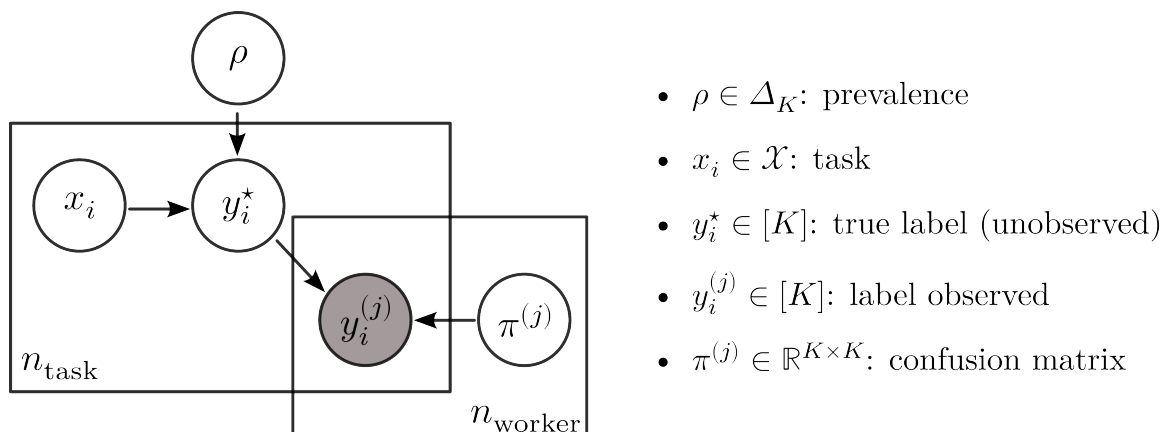 ρ
x_i
y_i^⋆
y_i^{(j)}
π^{(j)}
n_task
n_worker
• ρ ∈ Δ_K: prevalence
• x_i ∈ 𝒳: task
• y_i^⋆ ∈ [K]: true label (unobserved)
• y_i^{(j)} ∈ [K]: label observed
• π^{(j)} ∈ ℝ^{K×K}: confusion matrix